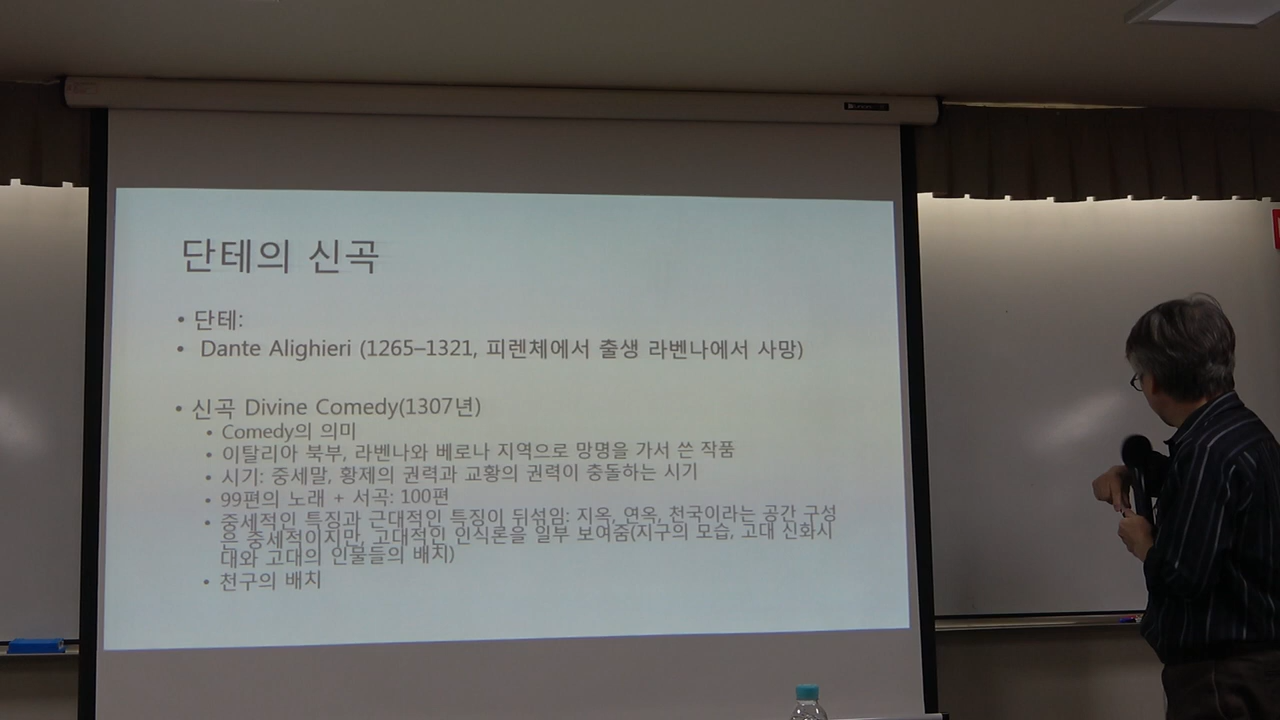 단테의 신곡
• 단테:
• Dante Alighieri (1265–1321, 피렌체에서 출생 라벤나에서 사망)
• 신곡 Divine Comedy(1307년)
• Comedy의 의미
• 이탈리아 북부, 라벤나와 베로나 지역으로 망명을 가서 쓴 작품
• 시기: 중세말, 황제의 권력과 교황의 권력이 충돌하는 시기
• 99편의 노래 + 서곡: 100편
• 중세적인 특징과 근대적인 특징이 뒤섞임: 지옥, 연옥, 천국이라는 공간 구성
은 중세적이지만, 고대적인 인식론을 일부 보여줌(지구의 모습, 고대 신화시
대와 고대의 인물들의 배치)
• 천구의 배치